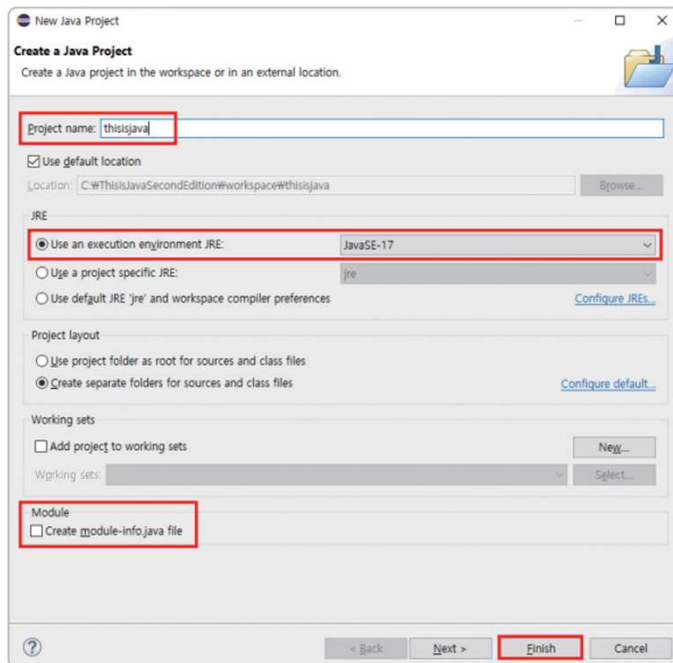 New Java Project
Create a Java Project
Create a Java project in the workspace or in an external location.
Project name: thisisjava
Use default location
Location: C:₩ThisIsJavaSecondEdition₩workspace₩thisisjava Browse...
JRE
Use an execution environment JRE: JavaSE-17
Use a project specific JRE: jre
Use default JRE 'jre' and workspace compiler preferences Configure JREs...
Project layout
Use project folder as root for sources and class files
Create separate folders for sources and class files Configure default...
Working sets
Add project to working sets New...
Working sets: Select...
Module
Create module-info.java file
? < Back Next > Finish Cancel